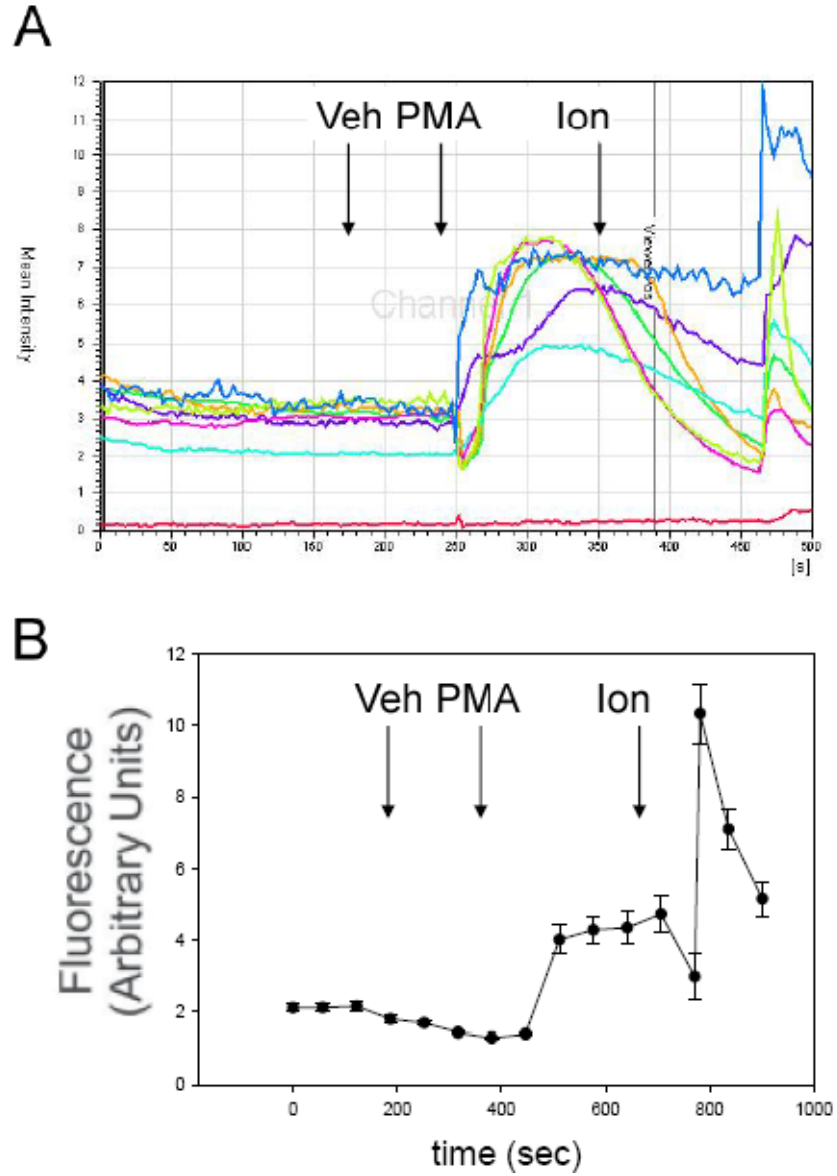 A
Veh PMA Ion
12
11
10
9
8
7
6
5
4
3
2
1
0
Mean Intensity
Channel 1
0 50 100 150 200 250 300 350 400 450 500
[s]
B
Veh PMA Ion
12
10
8
6
4
2
0
Fluorescence
(Arbitrary Units)
0 200 400 600 800 1000
time (sec)